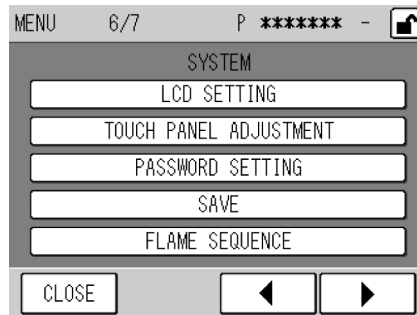 MENU 6/7 P ******* -
SYSTEM
LCD SETTING
TOUCH PANEL ADJUSTMENT
PASSWORD SETTING
SAVE
FLAME SEQUENCE
CLOSE